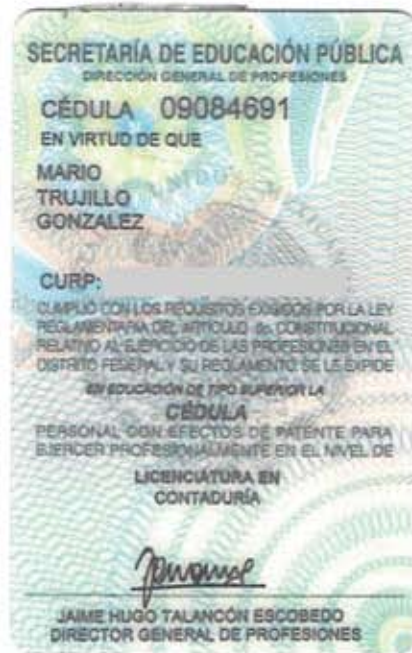 SECRETARÍA DE EDUCACIÓN PÚBLICA
DIRECCIÓN GENERAL DE PROFESIONES
CÉDULA 09084691
EN VIRTUD DE QUE
MARIO
TRUJILLO
GONZALEZ
CURP:
CUMPLIÓ CON LOS REQUISITOS EXIGIDOS POR LA LEY
REGLAMENTARIA DEL ARTÍCULO 5o. CONSTITUCIONAL
RELATIVO AL EJERCICIO DE LAS PROFESIONES EN EL
DISTRITO FEDERAL Y SU REGLAMENTO SE LE EXPIDE
EN EDUCACIÓN DE TIPO SUPERIOR LA
CÉDULA
PERSONAL CON EFECTOS DE PATENTE PARA
EJERCER PROFESIONALMENTE EN EL NIVEL DE
LICENCIATURA EN
CONTADURÍA
JAIME HUGO TALANCÓN ESCOBEDO
DIRECTOR GENERAL DE PROFESIONES